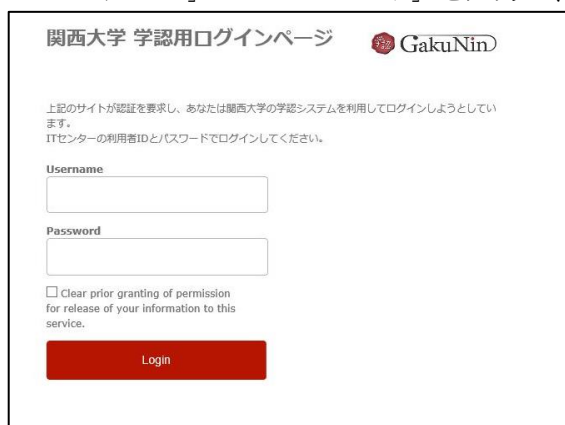 関西大学 学認用ログインページ
GakuNin
上記のサイトが認証を要求し、あなたは関西大学の学認システムを利用してログインしようとしてい
ます。
ITセンターの利用者IDとパスワードでログインしてください。
Username
Password
Clear prior granting of permission
for release of your information to this
service.
Login